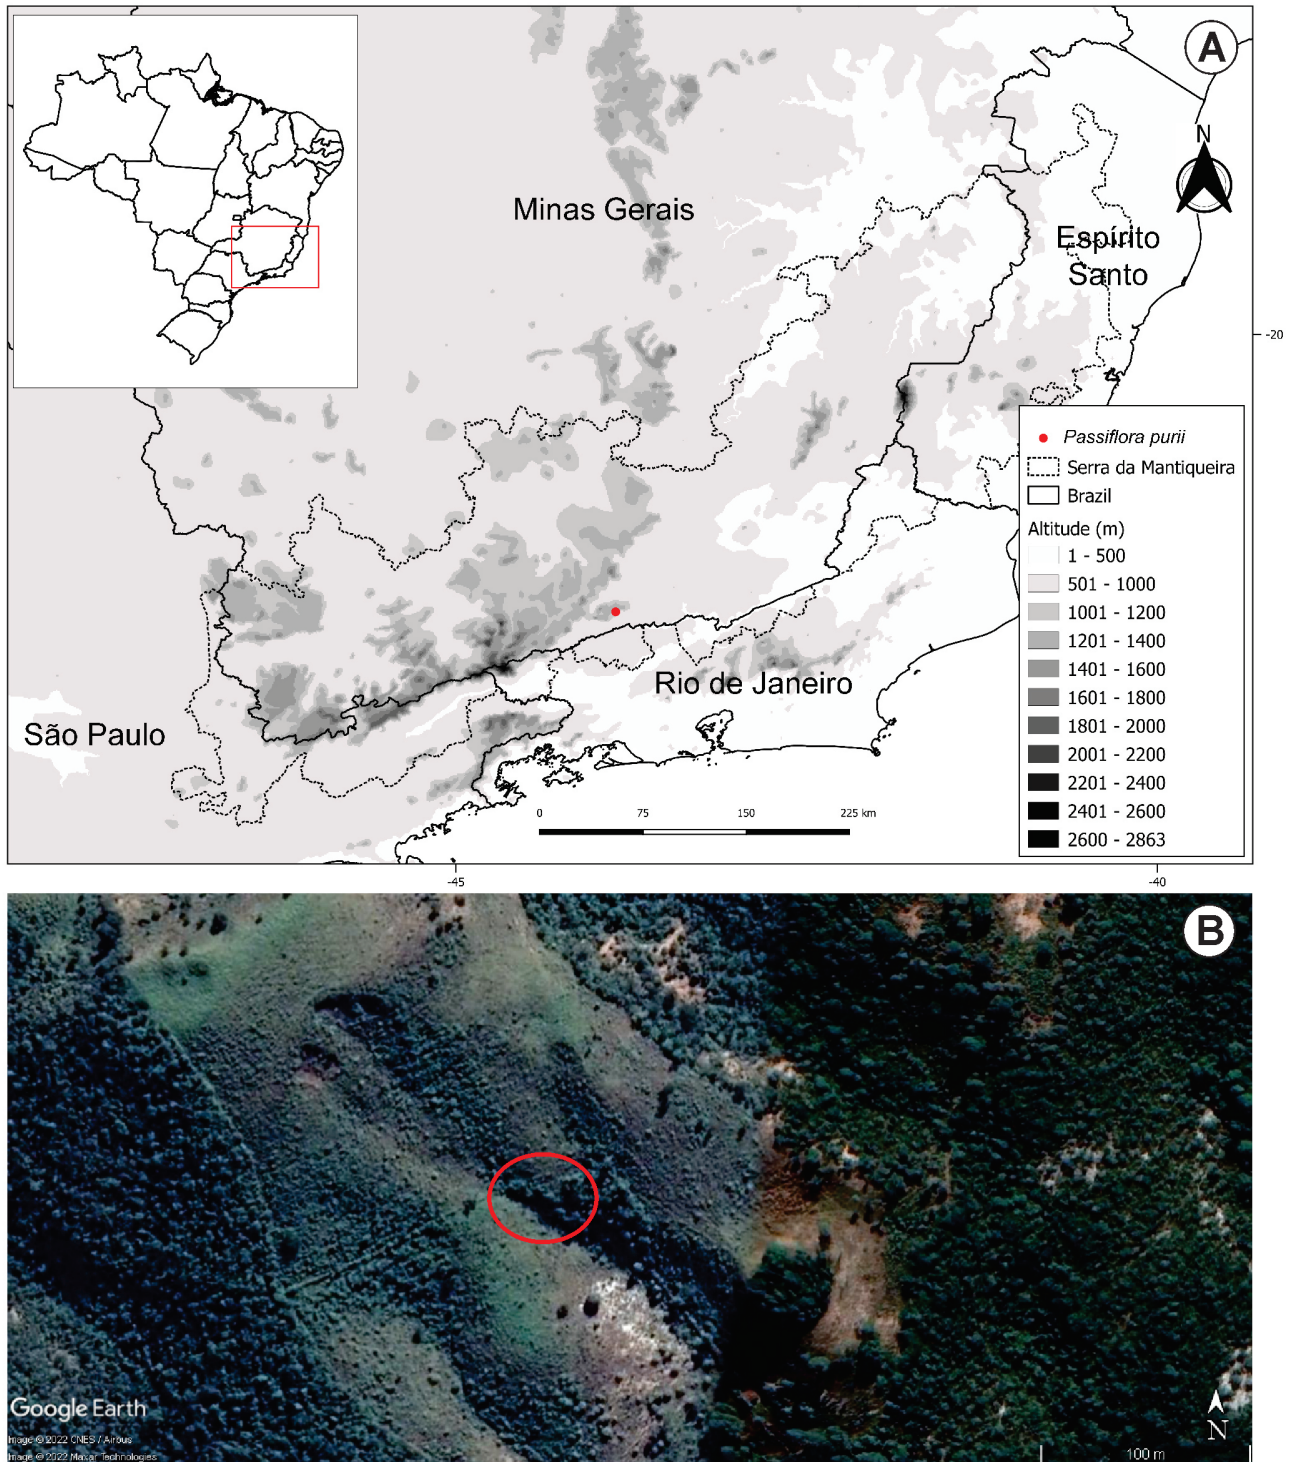 A
N
Minas Gerais
Espírito
Santo
-20
Passiflora purii
Serra da Mantiqueira
Brazil
Altitude (m)
1 - 500
501 - 1000
1001 - 1200
1201 - 1400
1401 - 1600
1601 - 1800
1801 - 2000
2001 - 2200
2201 - 2400
2401 - 2600
2600 - 2863
Rio de Janeiro
São Paulo
0 75 150 225 km
-45 -40
B
Google Earth
Image © 2022 CNES / Airbus
Image © 2022 Maxar Technologies
N
100 m